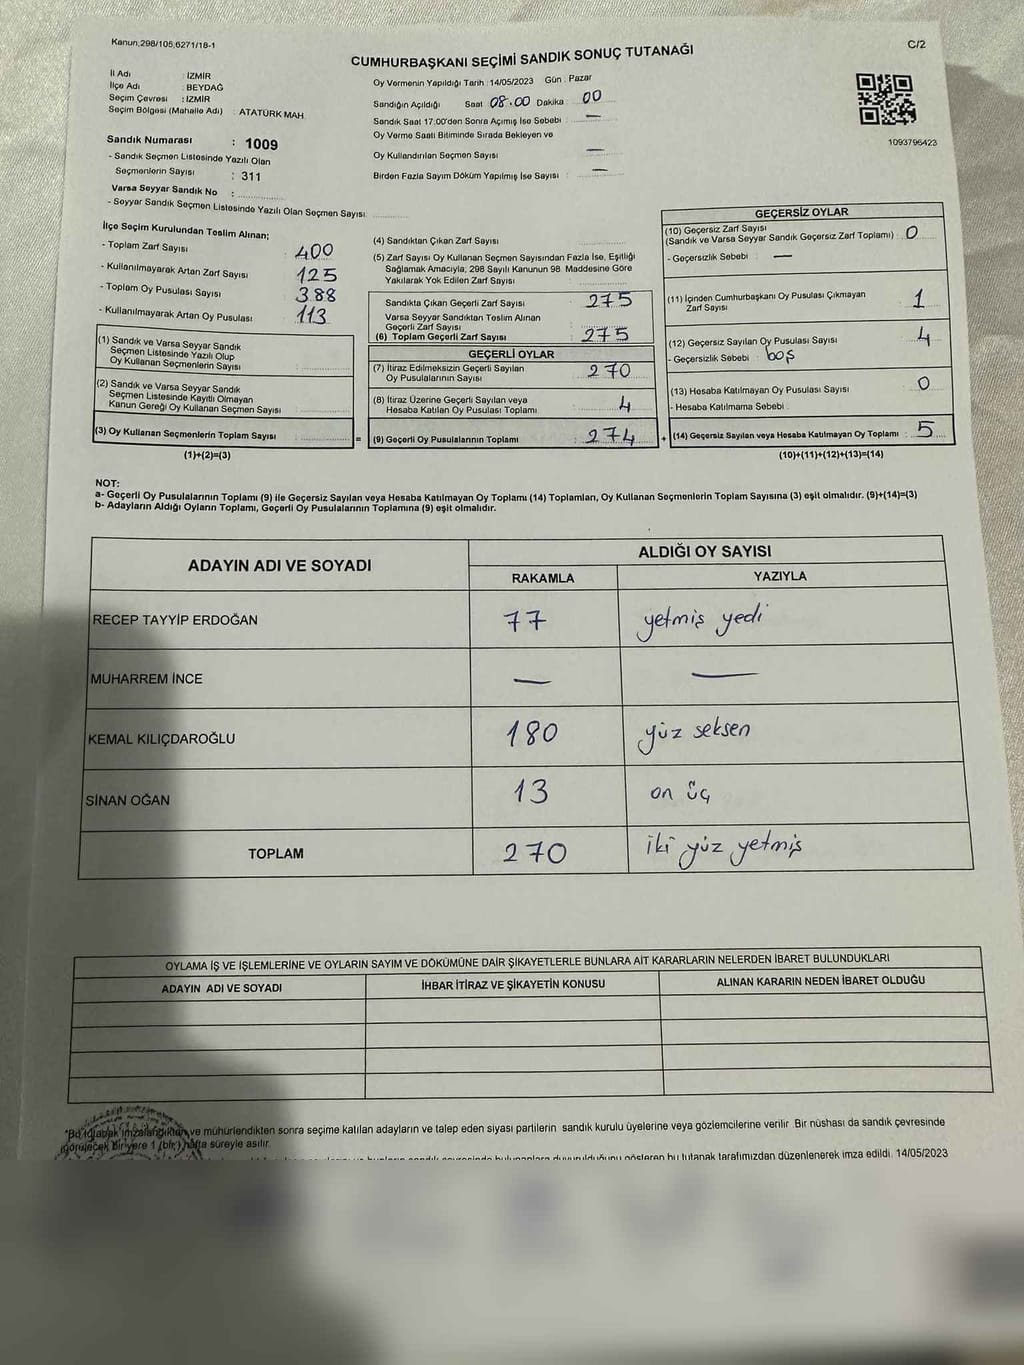 Kanun.298/105,6271/18-1
C/2
CUMHURBAŞKANI SEÇİMİ SANDIK SONUÇ TUTANAĞI
İl Adı : İZMİR
İlçe Adı : BEYDAĞ
Seçim Çevresi : İZMİR
Seçim Bölgesi (Mahalle Adı) : ATATÜRK MAH.
Oy Vermenin Yapıldığı Tarih : 14/05/2023 Gün : Pazar
Sandığın Açıldığı Saat 08.00 Dakika 00
Sandık Saat 17:00'den Sonra Açımış İse Sebebi : —
Oy Verme Saati Bitiminde Sırada Bekleyen ve
Oy Kullandırılan Seçmen Sayısı —
Birden Fazla Sayım Döküm Yapılmış İse Sayısı : —
1093796423
Sandık Numarası : 1009
- Sandık Seçmen Listesinde Yazılı Olan
Seçmenlerin Sayısı : 311
Varsa Seyyar Sandık No :
- Seyyar Sandık Seçmen Listesinde Yazılı Olan Seçmen Sayısı:
İlçe Seçim Kurulundan Teslim Alınan;
- Toplam Zarf Sayısı 400
- Kullanılmayarak Artan Zarf Sayısı 125
- Toplam Oy Pusulası Sayısı 388
- Kullanılmayarak Artan Oy Pusulası 113
(1) Sandık ve Varsa Seyyar Sandık
Seçmen Listesinde Yazılı Olup
Oy Kullanan Seçmenlerin Sayısı :
(2) Sandık ve Varsa Seyyar Sandık
Seçmen Listesinde Kayıtlı Olmayan
Kanun Gereği Oy Kullanan Seçmen Sayısı :
(3) Oy Kullanan Seçmenlerin Toplam Sayısı :
(1)+(2)=(3)
(4) Sandıktan Çıkan Zarf Sayısı :
(5) Zarf Sayısı Oy Kullanan Seçmen Sayısından Fazla İse, Eşitliği
Sağlamak Amacıyla, 298 Sayılı Kanunun 98. Maddesine Göre
Yakılarak Yok Edilen Zarf Sayısı :
Sandıkta Çıkan Geçerli Zarf Sayısı : 275
Varsa Seyyar Sandıktan Teslim Alınan
Geçerli Zarf Sayısı :
(6) Toplam Geçerli Zarf Sayısı : 275
GEÇERLİ OYLAR
(7) İtiraz Edilmeksizin Geçerli Sayılan
Oy Pusulalarının Sayısı : 270
(8) İtiraz Üzerine Geçerli Sayılan veya
Hesaba Katılan Oy Pusulası Toplamı : 4
= (9) Geçerli Oy Pusulalarının Toplamı : 274 +
GEÇERSİZ OYLAR
(10) Geçersiz Zarf Sayısı
(Sandık ve Varsa Seyyar Sandık Geçersiz Zarf Toplamı) : 0
- Geçersizlik Sebebi : —
(11) İçinden Cumhurbaşkanı Oy Pusulası Çıkmayan
Zarf Sayısı : 1
(12) Geçersiz Sayılan Oy Pusulası Sayısı : 4
- Geçersizlik Sebebi : boş
(13) Hesaba Katılmayan Oy Pusulası Sayısı : 0
- Hesaba Katılmama Sebebi :
(14) Geçersiz Sayılan veya Hesaba Katılmayan Oy Toplamı : 5
(10)+(11)+(12)+(13)=(14)
NOT:
a- Geçerli Oy Pusulalarının Toplamı (9) ile Geçersiz Sayılan veya Hesaba Katılmayan Oy Toplamı (14) Toplamları, Oy Kullanan Seçmenlerin Toplam Sayısına (3) eşit olmalıdır. (9)+(14)=(3)
b- Adayların Aldığı Oyların Toplamı, Geçerli Oy Pusulalarının Toplamına (9) eşit olmalıdır.
ADAYIN ADI VE SOYADI
ALDIĞI OY SAYISI
RAKAMLA YAZIYLA
RECEP TAYYİP ERDOĞAN 77 yetmiş yedi
MUHARREM İNCE — —
KEMAL KILIÇDAROĞLU 180 yüz seksen
SİNAN OĞAN 13 on üç
TOPLAM 270 iki yüz yetmiş
OYLAMA İŞ VE İŞLEMLERİNE VE OYLARIN SAYIM VE DÖKÜMÜNE DAİR ŞİKAYETLERLE BUNLARA AİT KARARLARIN NELERDEN İBARET BULUNDUKLARI
ADAYIN ADI VE SOYADI İHBAR İTİRAZ VE ŞİKAYETİN KONUSU ALINAN KARARIN NEDEN İBARET OLDUĞU
*Bu tutanak imzalandıktan ve mühürlendikten sonra seçime katılan adayların ve talep eden siyasi partilerin sandık kurulu üyelerine veya gözlemcilerine verilir. Bir nüshası da sandık çevresinde
görülecek bir yere 1 (bir) hafta süreyle asılır.
bulunanlara duyurulduğunu gösteren bu tutanak tarafımızdan düzenlenerek imza edildi. 14/05/2023